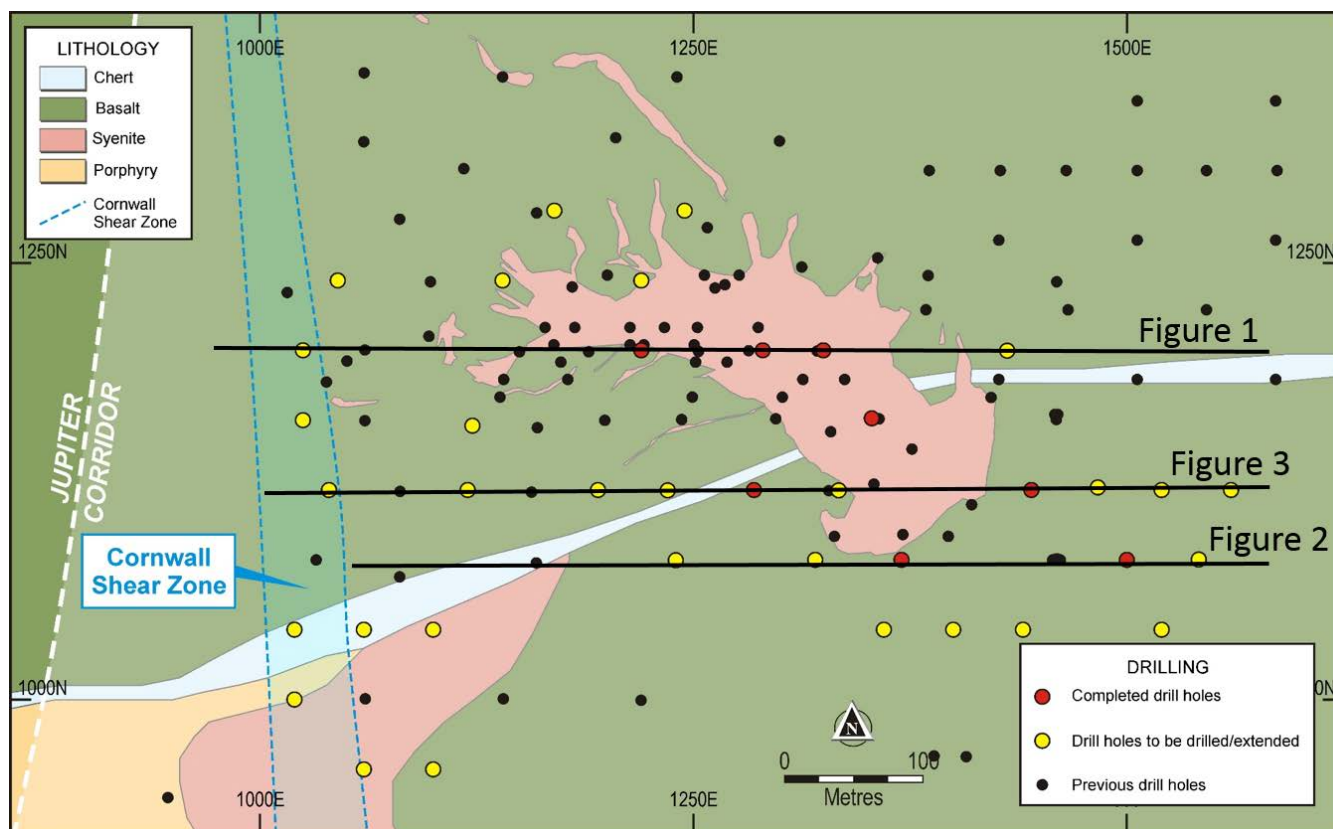 1000E
1250E
1500E
LITHOLOGY
Chert
Basalt
Syenite
Porphyry
Cornwall
Shear Zone
1250N
1250N
Figure 1
JUPITER
CORRIDOR
Figure 3
Figure 2
Cornwall
Shear Zone
1000N
DRILLING
Completed drill holes
Drill holes to be drilled/extended
Previous drill holes
N
0
100
Metres
1000E
1250E